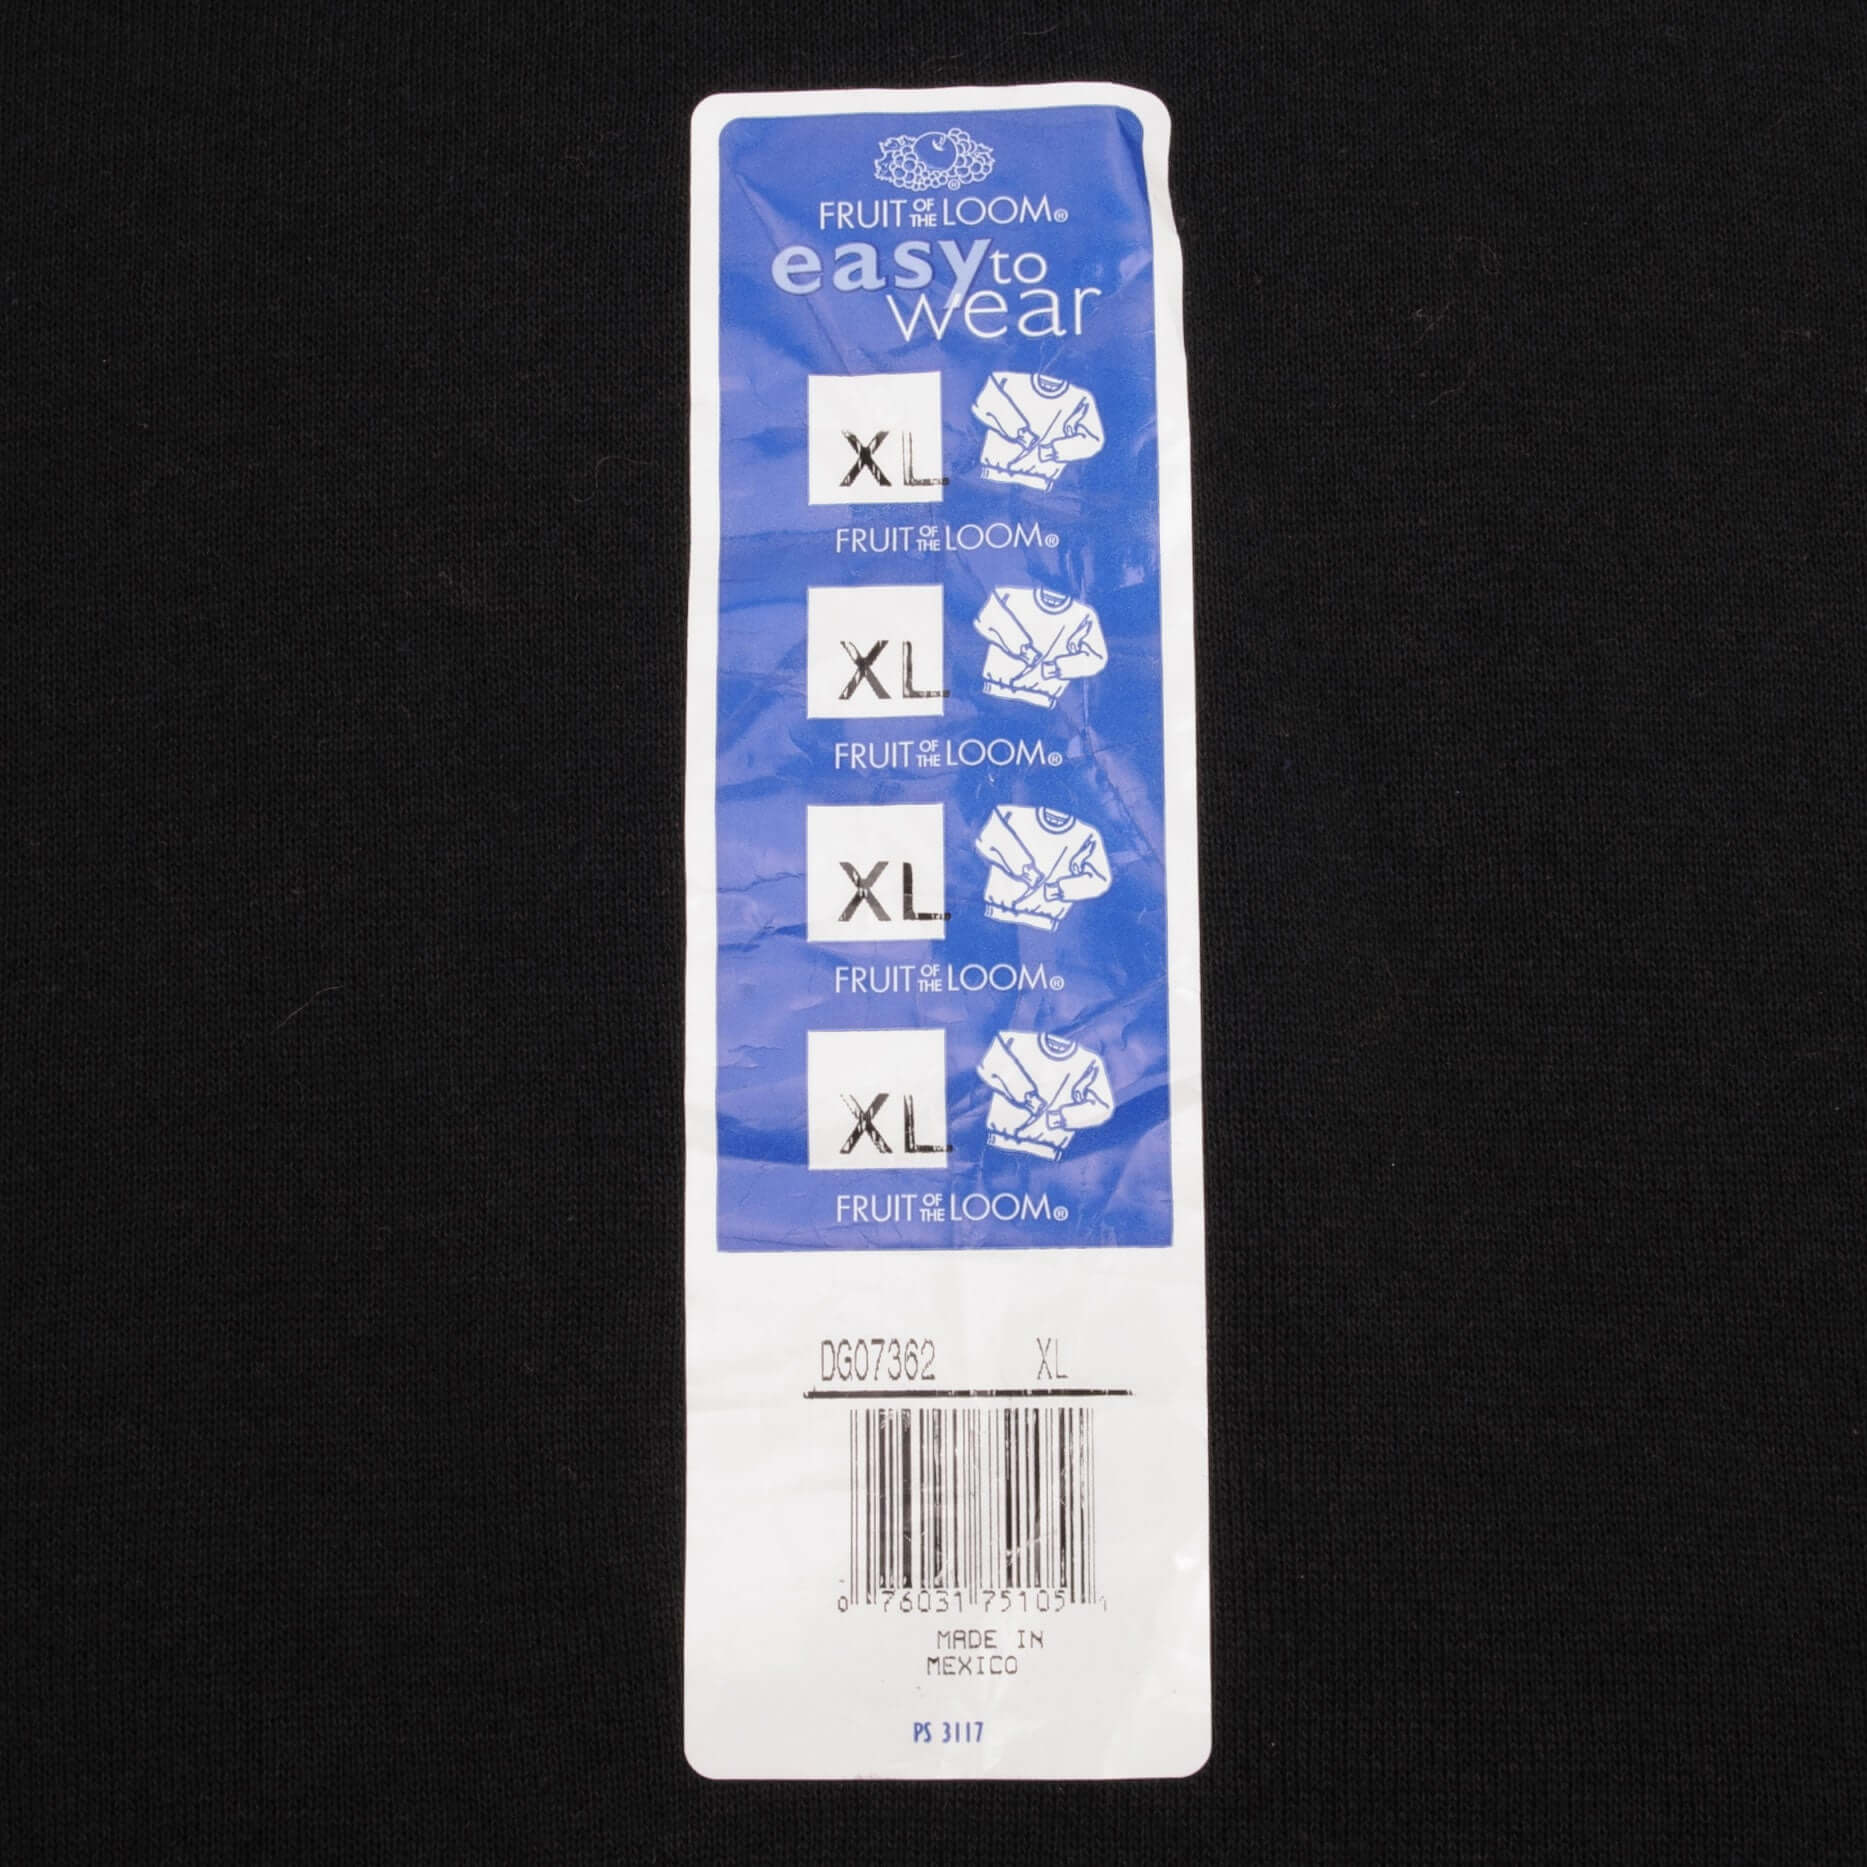 FRUIT OF THE LOOM®
easy to
wear
XL
FRUIT OF THE LOOM®
XL
FRUIT OF THE LOOM®
XL
FRUIT OF THE LOOM®
XL
FRUIT OF THE LOOM®
DG07362 XL
0 76031 75105 1
MADE IN
MEXICO
PS 3117